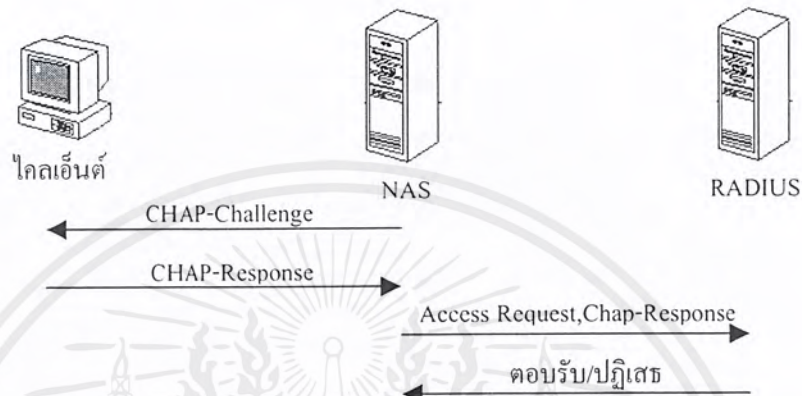 ไคลเอ็นต์
NAS
RADIUS
CHAP-Challenge
CHAP-Response
Access Request,Chap-Response
ตอบรับ/ปฏิเสธ